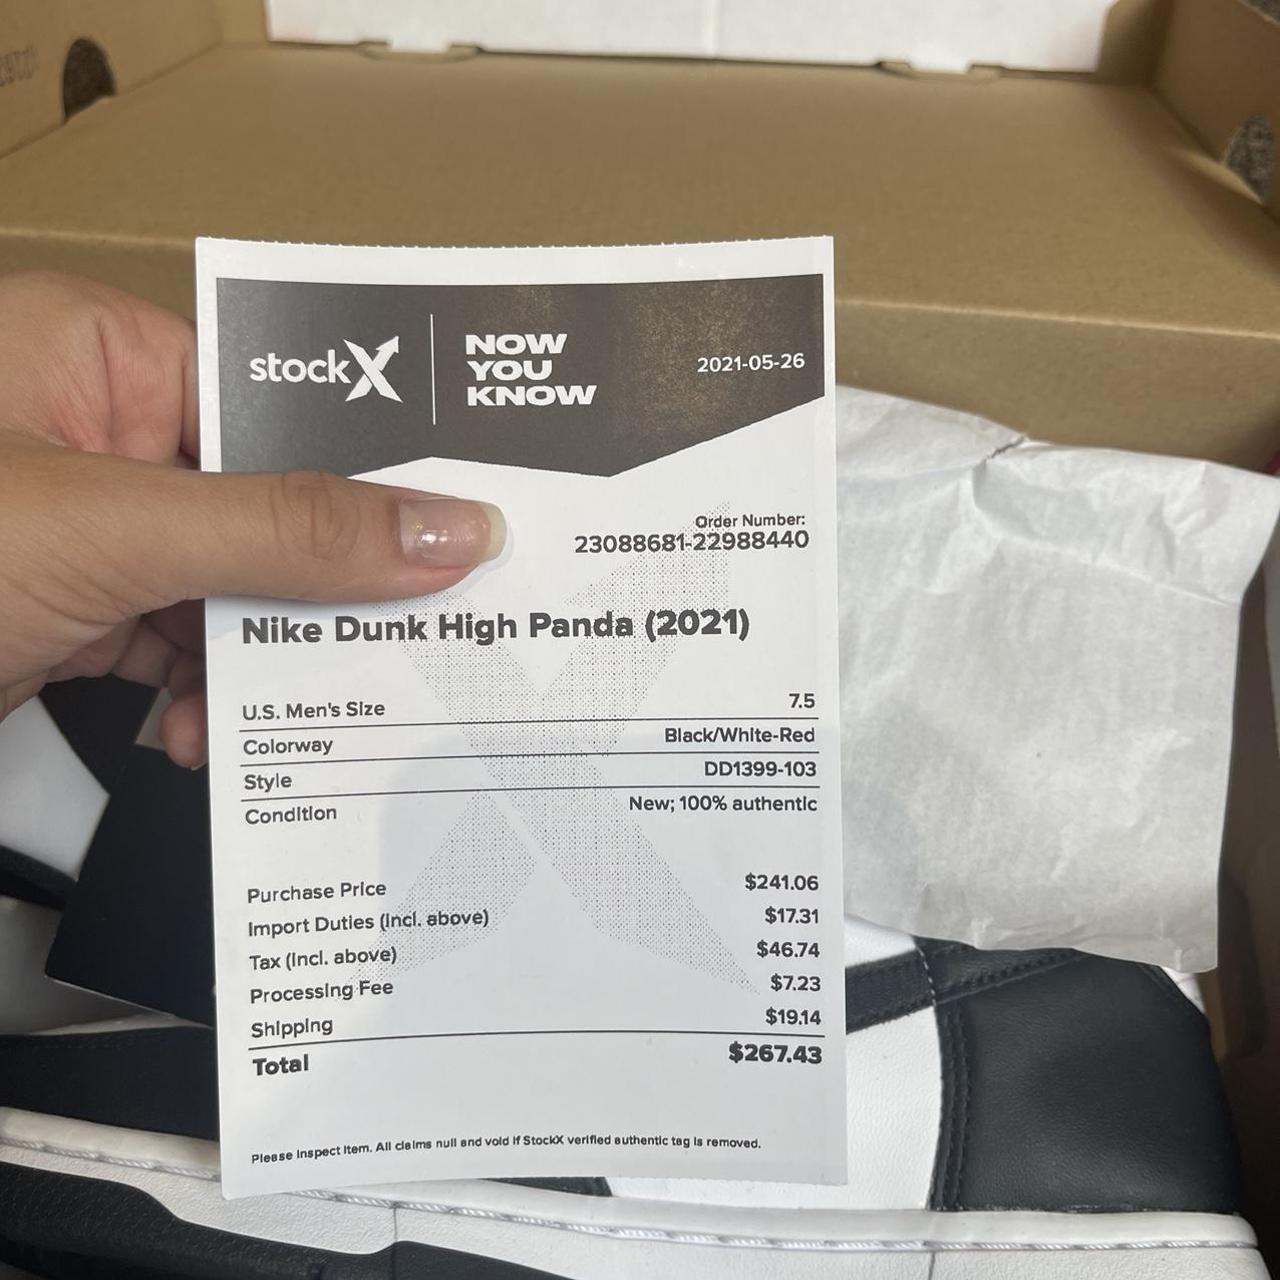 stockX
NOW
YOU
KNOW
2021-05-26
Order Number:
23088681-22988440
Nike Dunk High Panda (2021)
U.S. Men's Size 7.5
Colorway Black/White-Red
Style DD1399-103
Condition New; 100% authentic
Purchase Price $241.06
Import Duties (Incl. above) $17.31
Tax (Incl. above) $46.74
Processing Fee $7.23
Shipping $19.14
Total $267.43
Please Inspect Item. All claims null and void if StockX verified authentic tag is removed.